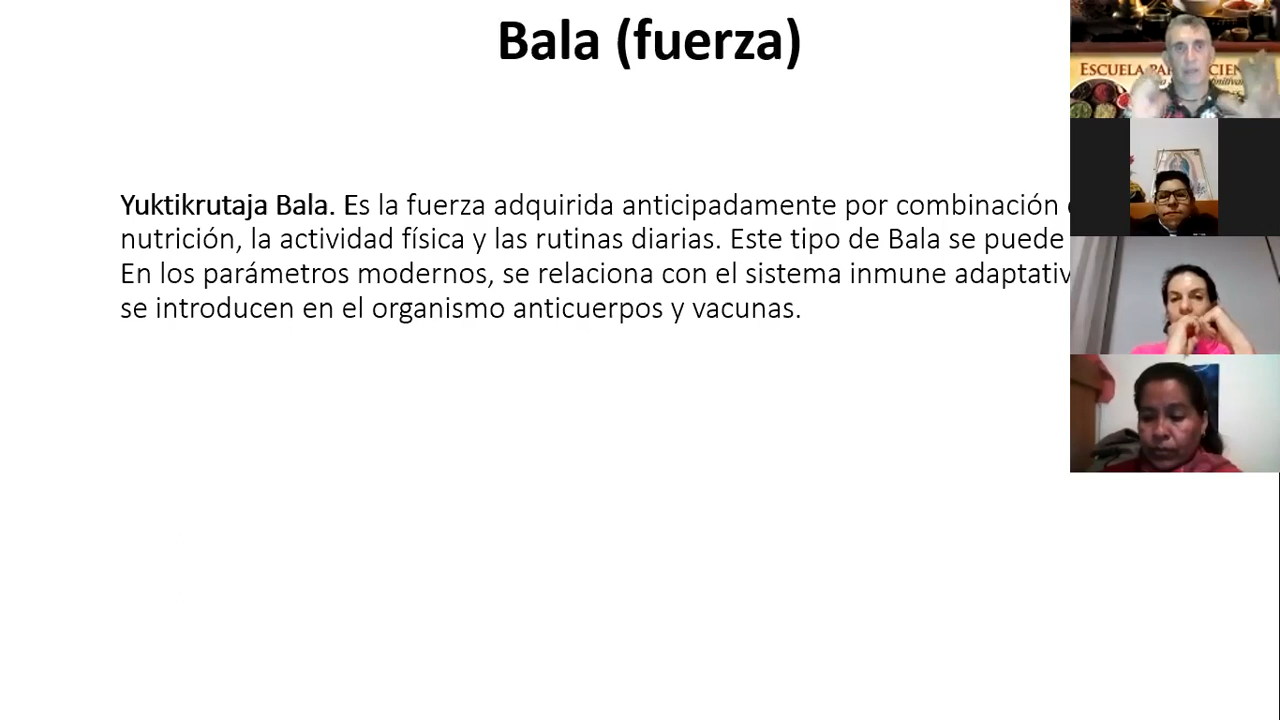 Bala (fuerza)
Yuktikrutaja Bala. Es la fuerza adquirida anticipadamente por combinación
nutrición, la actividad física y las rutinas diarias. Este tipo de Bala se puede
En los parámetros modernos, se relaciona con el sistema inmune
se introducen en el organismo anticuerpos y vacunas.
ESCUELA